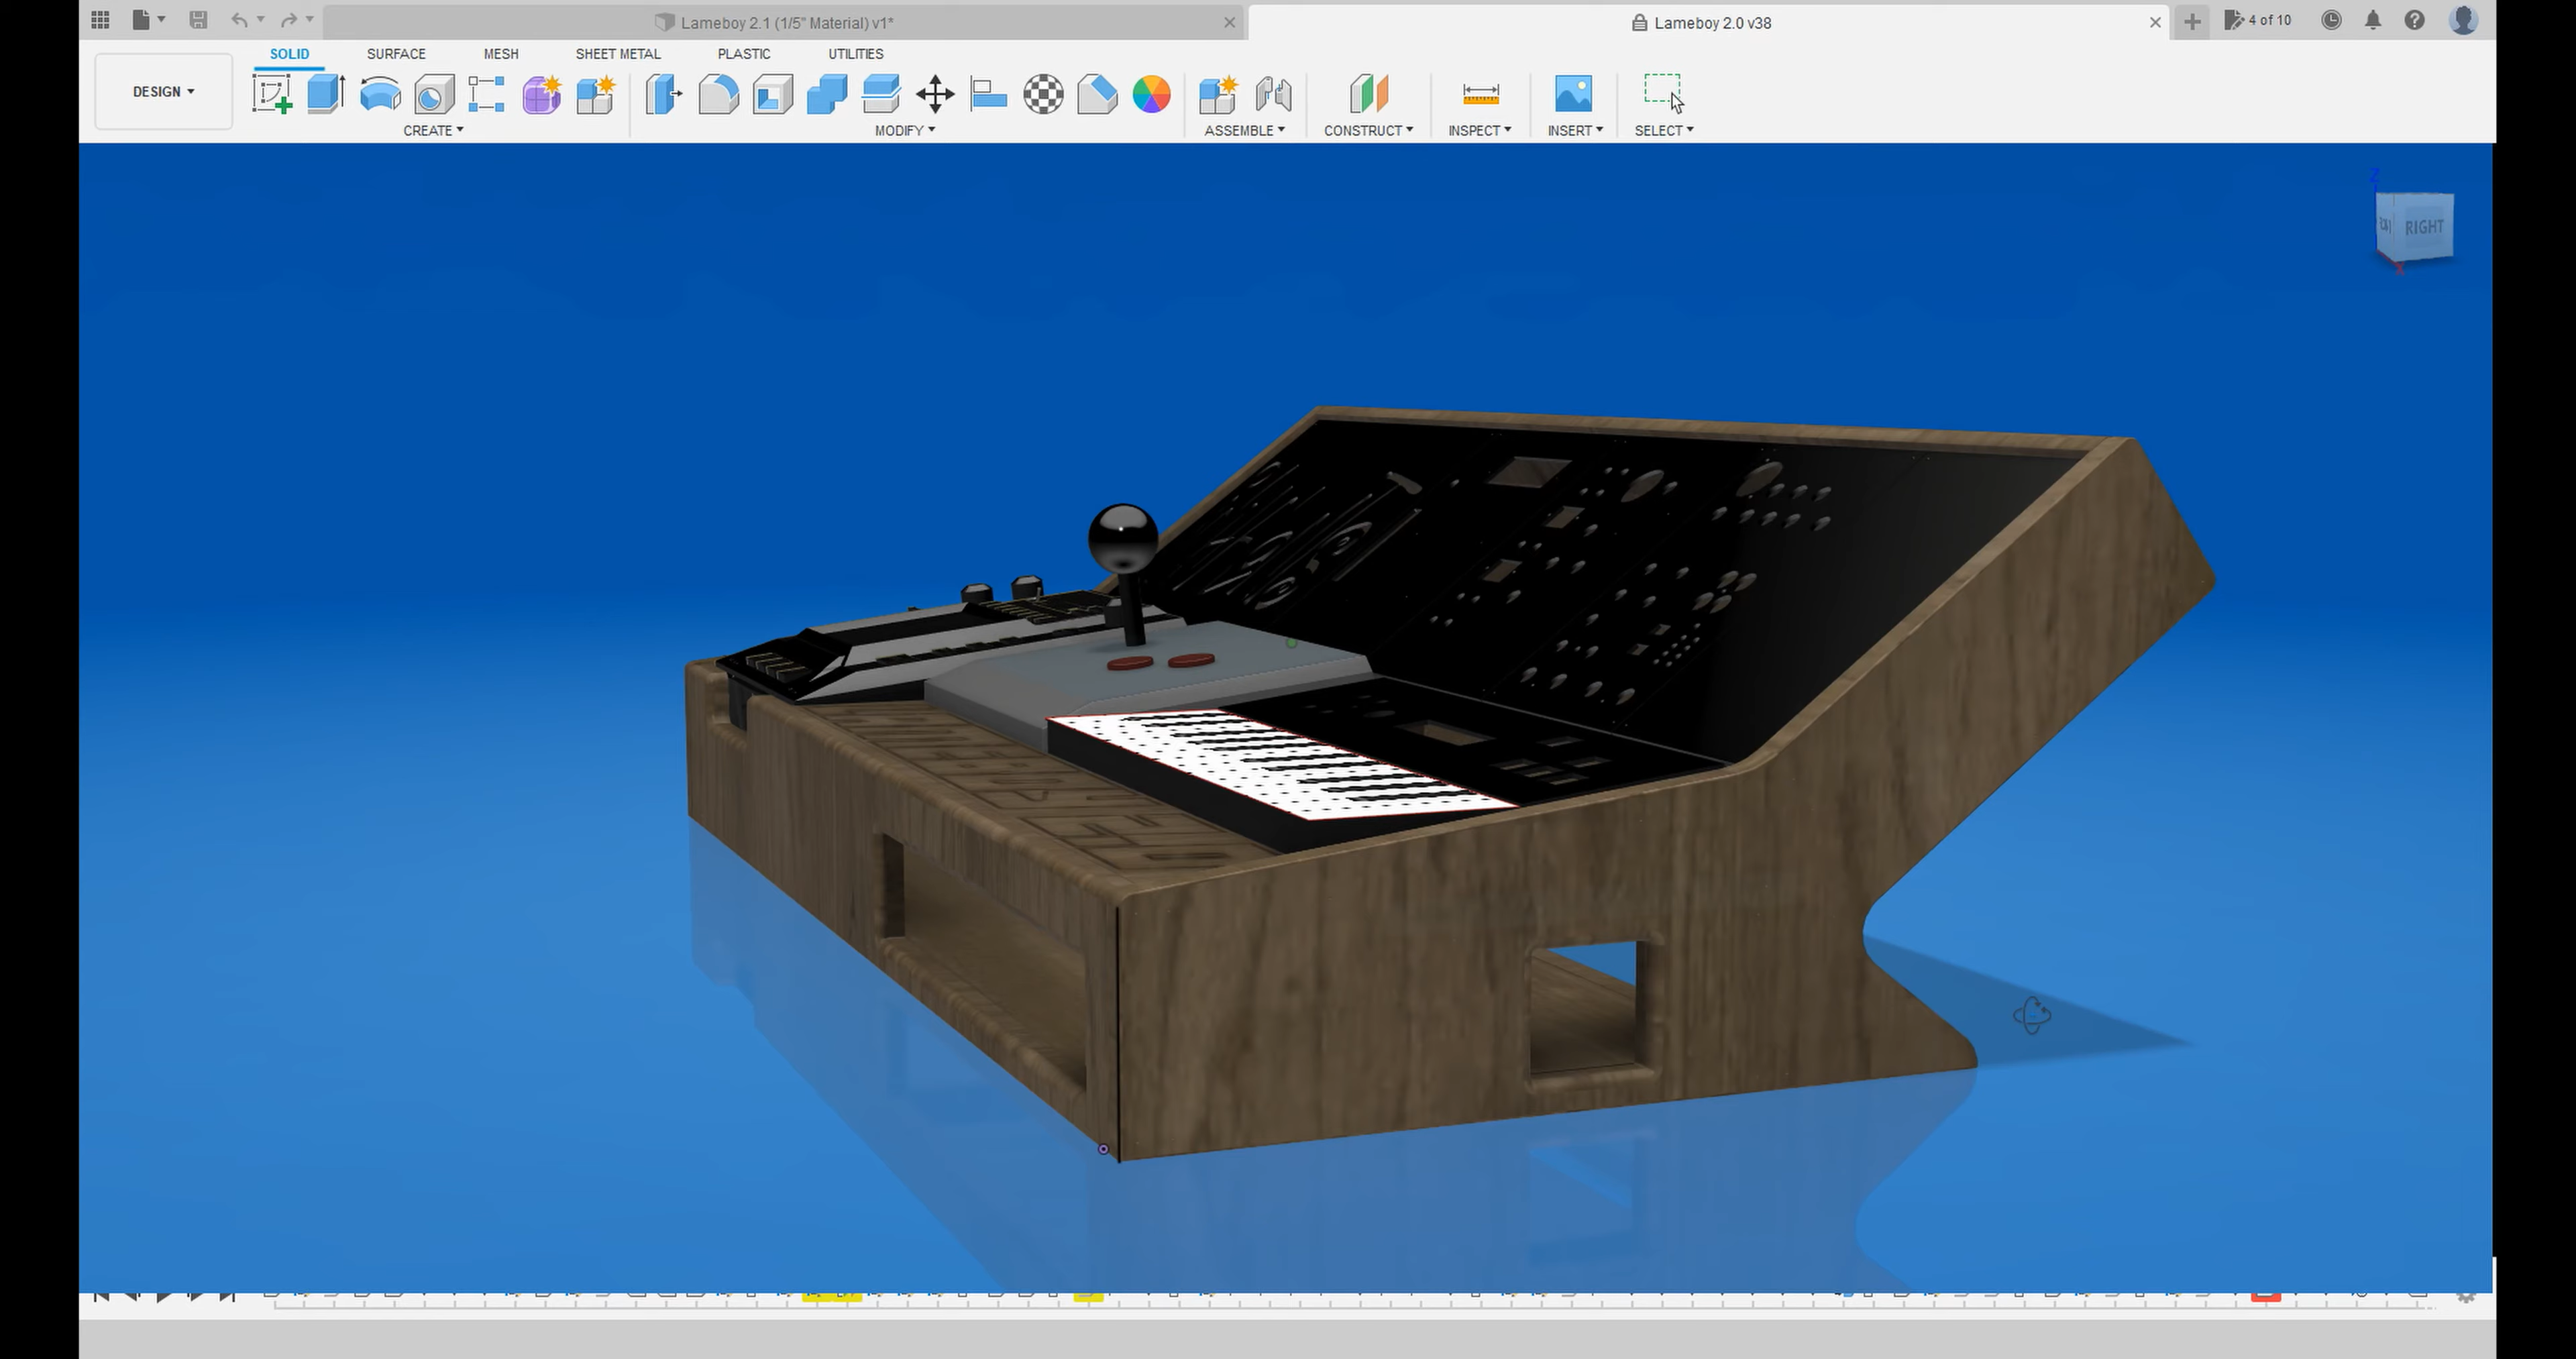 Lameboy 2.1 (1/5" Material) v1*
Lameboy 2.0 v38
4 of 10
SOLID
SURFACE
MESH
SHEET METAL
PLASTIC
UTILITIES
DESIGN
CREATE
MODIFY
ASSEMBLE
CONSTRUCT
INSPECT
INSERT
SELECT
Z
RIGHT
X